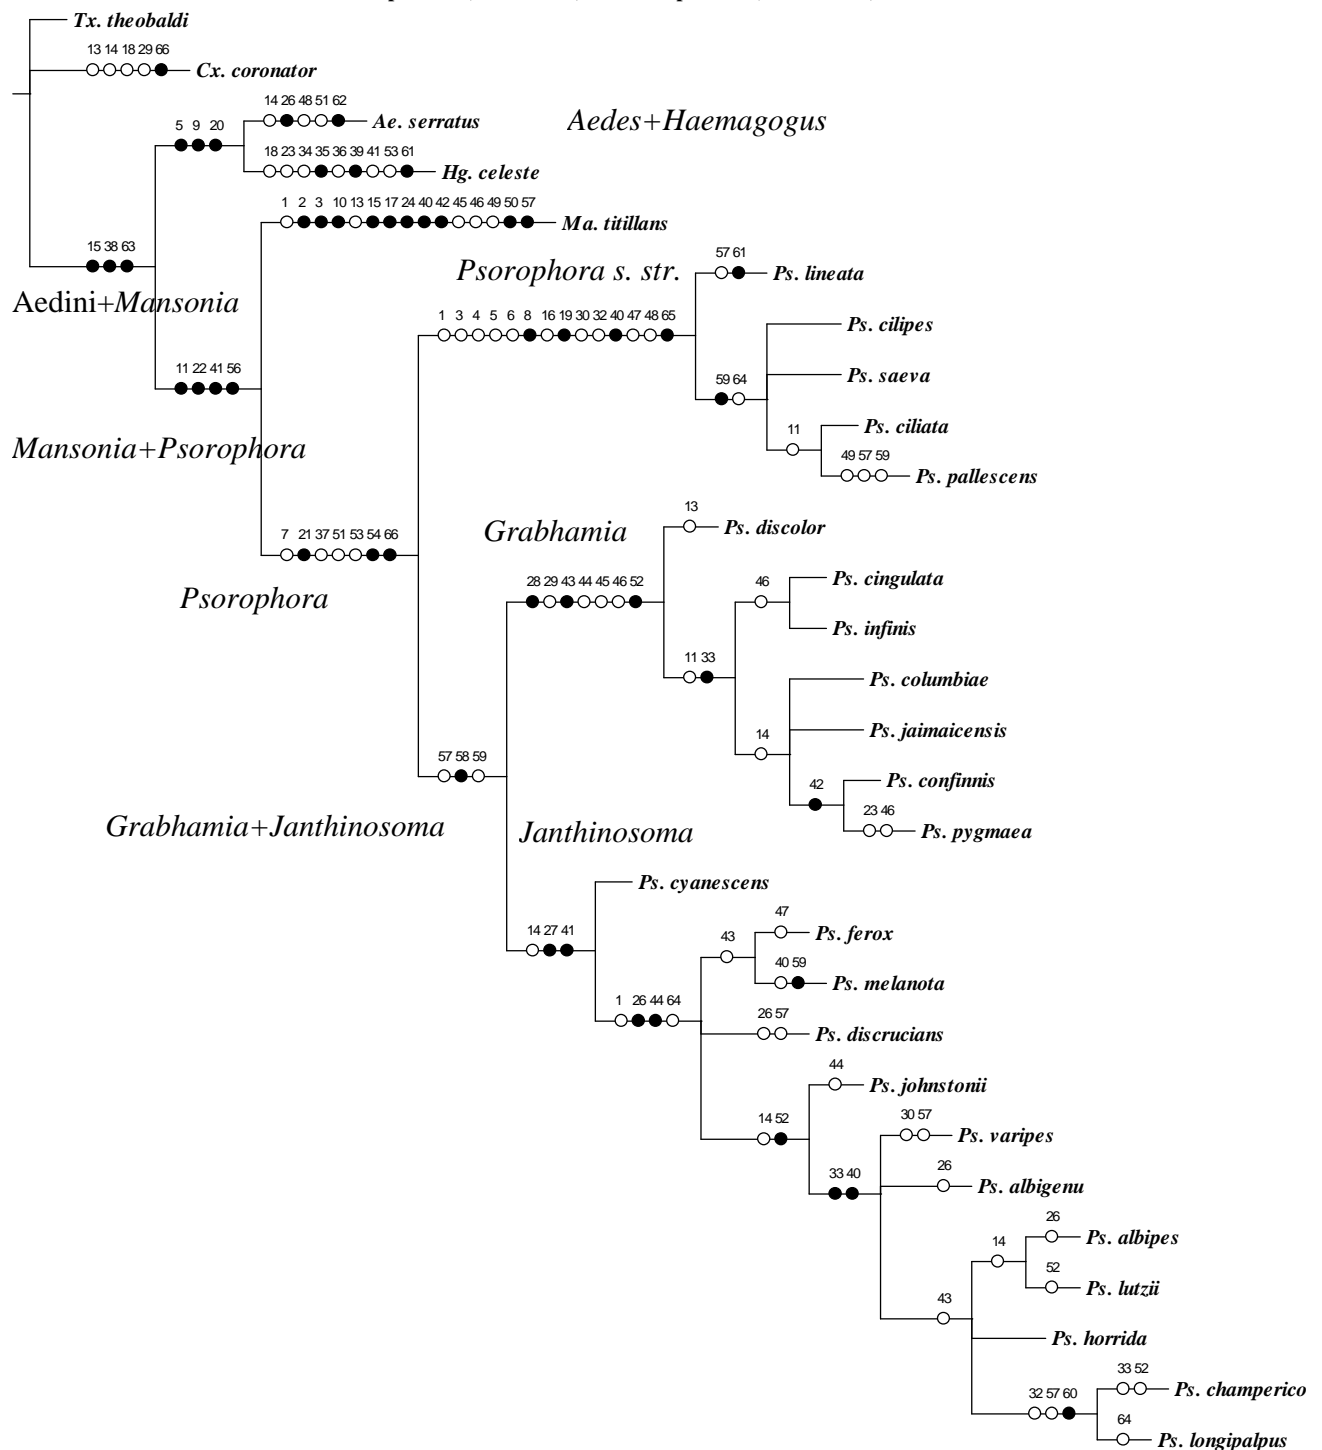 Tx. theobaldi
13 14 18 29 66
Cx. coronator
14 26 48 51 62
Ae. serratus
Aedes+Haemagogus
5 9 20
18 23 34 35 36 39 41 53 61
Hg. celeste
1 2 3 10 13 15 17 24 40 42 45 46 49 50 57
Ma. titillans
15 38 63
Psorophora s. str.
57 61
Ps. lineata
Aedini+Mansonia
1 3 4 5 6 8 16 19 30 32 40 47 48 65
Ps. cilipes
11 22 41 56
59 64
Ps. saeva
11
Ps. ciliata
Mansonia+Psorophora
49 57 59
Ps. pallescens
13
Ps. discolor
Grabhamia
7 21 37 51 53 54 66
28 29 43 44 45 46 52
46
Ps. cingulata
Psorophora
Ps. infinis
11 33
Ps. columbiae
14
Ps. jaimaicensis
57 58 59
42
Ps. confinnis
23 46
Ps. pygmaea
Grabhamia+Janthinosoma
Janthinosoma
Ps. cyanescens
14 27 41
43
47
Ps. ferox
40 59
Ps. melanota
1 26 44 64
26 57
Ps. discrucians
44
Ps. johnstonii
14 52
30 57
Ps. varipes
33 40
26
Ps. albigenu
14
26
Ps. albipes
52
Ps. lutzii
43
Ps. horrida
33 52
Ps. champerico
32 57 60
64
Ps. longipalpus